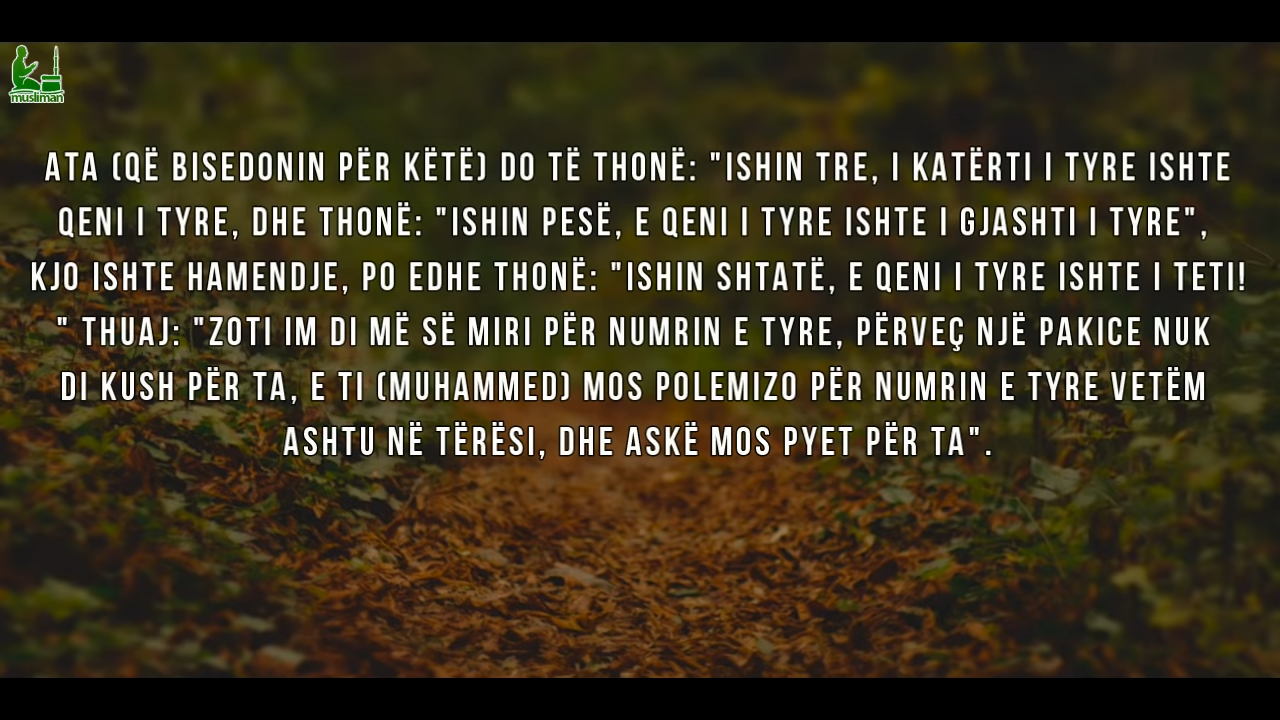 musliman
ATA (QË BISEDONIN PËR KËTË) DO TË THONË: "ISHIN TRE, I KATËRTI I TYRE ISHTE
QENI I TYRE, DHE THONË: "ISHIN PESË, E QENI I TYRE ISHTE I GJASHTI I TYRE",
KJO ISHTE HAMENDJE, PO EDHE THONË: "ISHIN SHTATË, E QENI I TYRE ISHTE I TETI!
" THUAJ: "ZOTI IM DI MË SË MIRI PËR NUMRIN E TYRE, PËRVEÇ NJË PAKICE NUK
DI KUSH PËR TA, E TI (MUHAMMED) MOS POLEMIZO PËR NUMRIN E TYRE VETËM
ASHTU NË TËRËSI, DHE ASKË MOS PYET PËR TA".